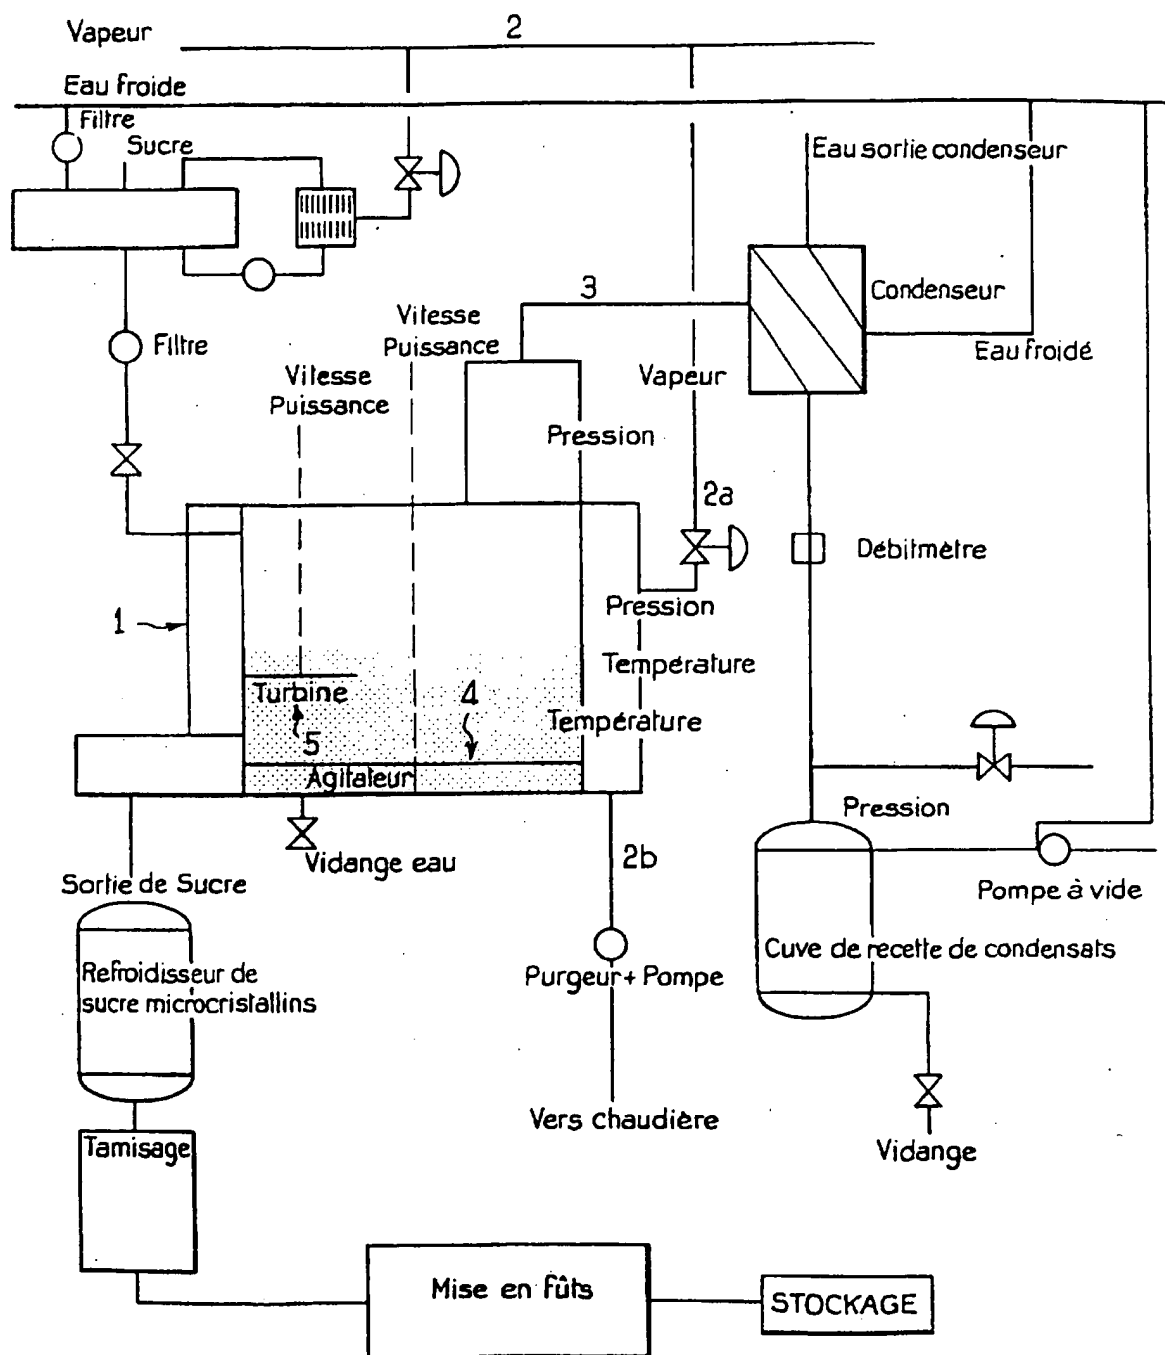 Vapeur
2
Eau froide
Filtre
Sucre
Eau sortie condenseur
Condenseur
Eau froidé
3
Vitesse
Puissance
Filtre
Vitesse
Puissance
Vapeur
Pression
2a
Débitmètre
Pression
1
Température
Turbine
4
Température
5
Agitateur
Vidange eau
2b
Pression
Pompe à vide
Sortie de Sucre
Refroidisseur de
sucre microcristallins
Purgeur + Pompe
Cuve de recette de condensats
Vers chaudière
Vidange
Tamisage
Mise en fûts
STOCKAGE